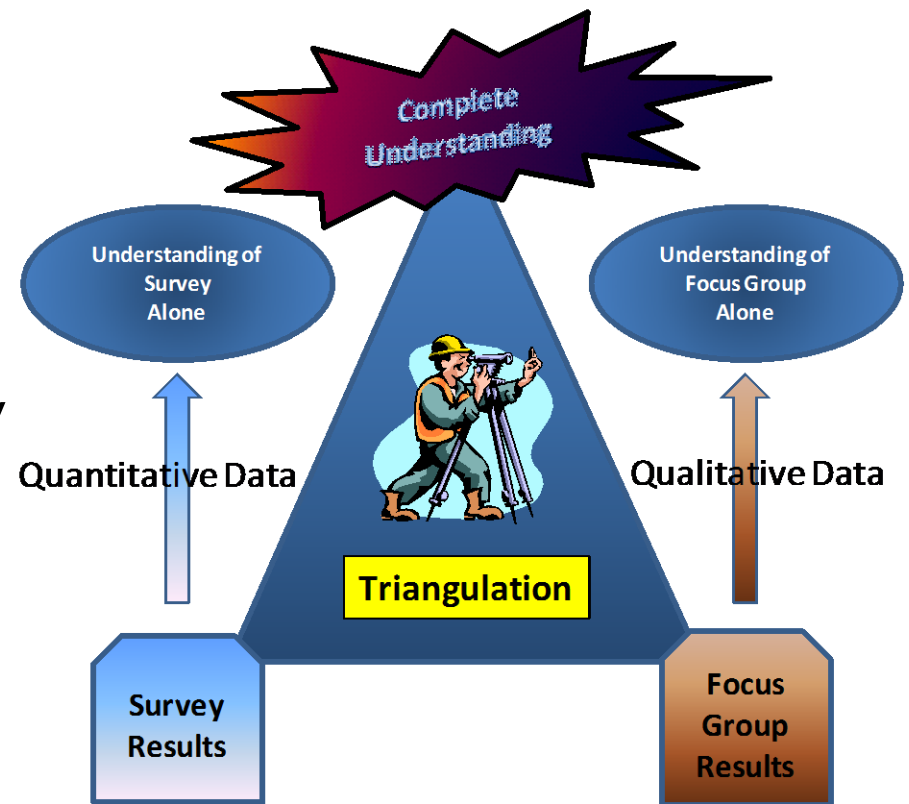 Complete
Understanding
Understanding of
Survey
Alone
Understanding of
Focus Group
Alone
Quantitative Data
Qualitative Data
Triangulation
Survey
Results
Focus
Group
Results